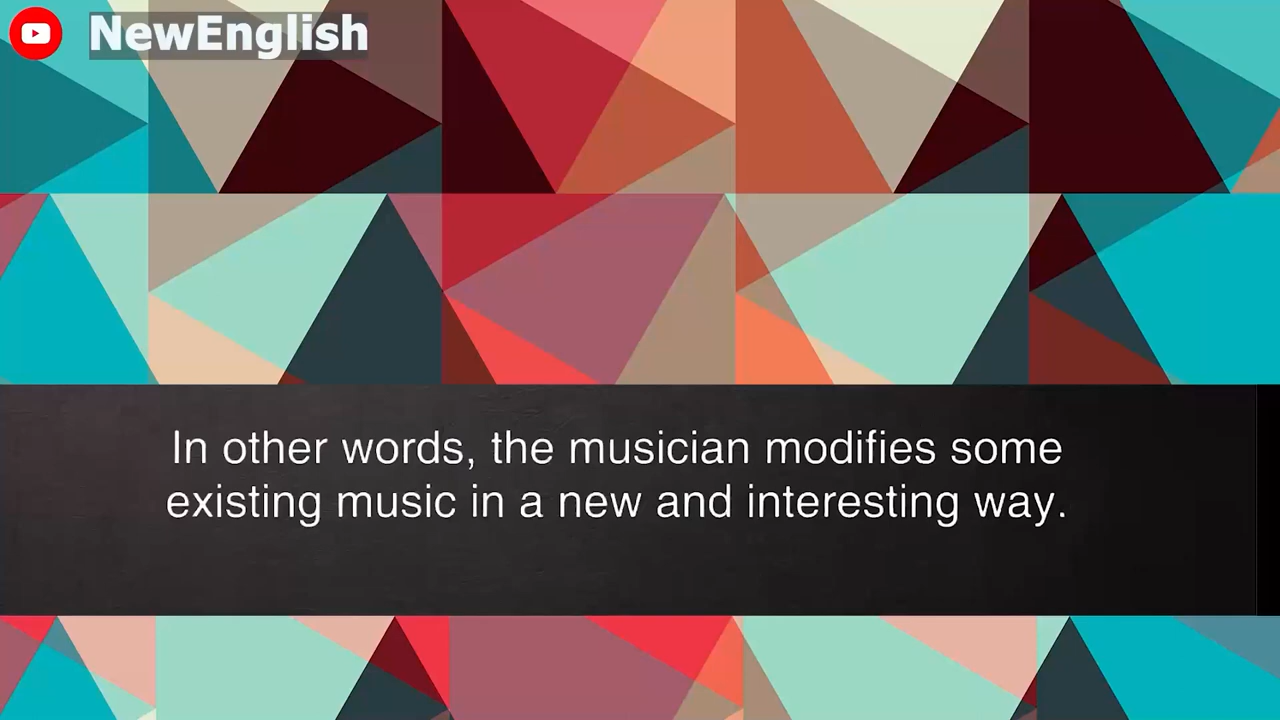 NewEnglish
In other words, the musician modifies some
existing music in a new and interesting way.